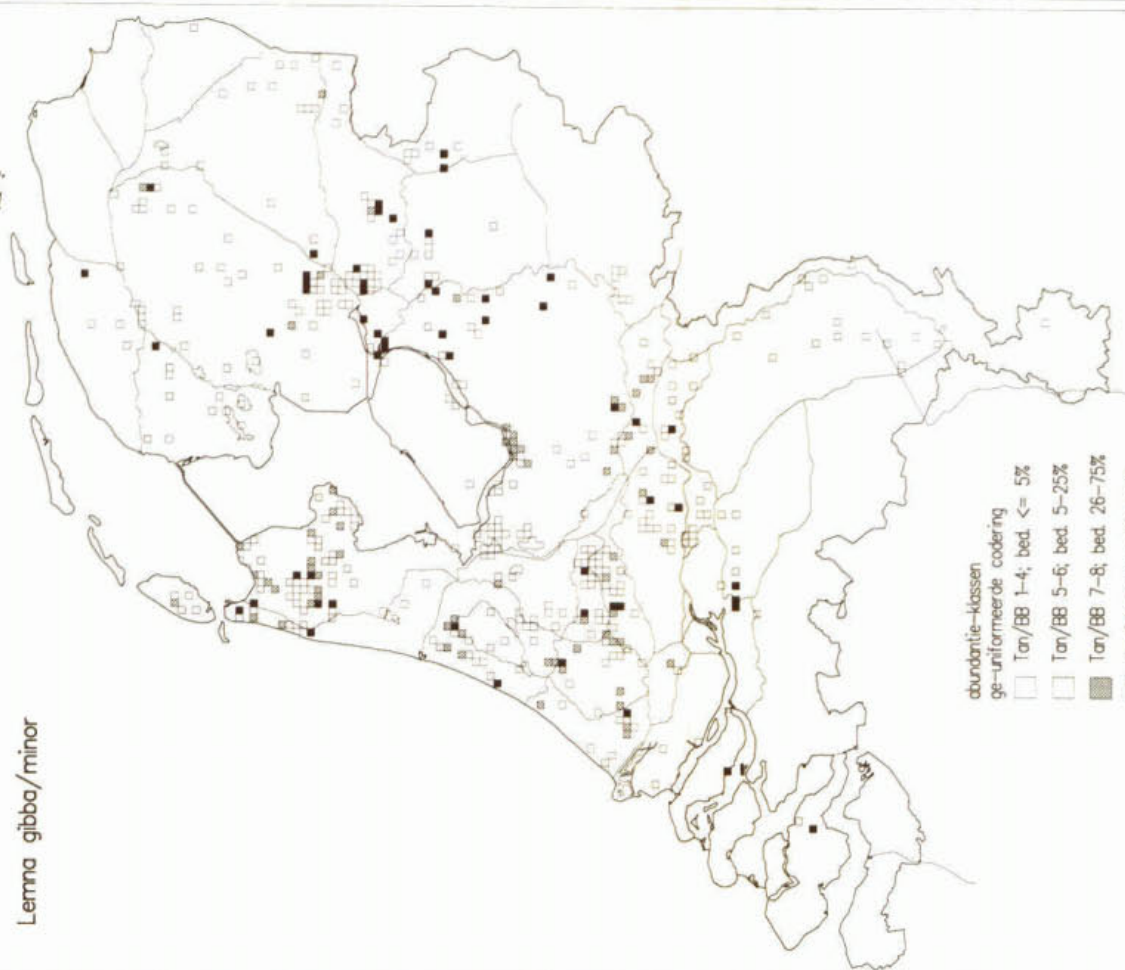 Lemna gibba/minor
abundantie-klassen
ge-uniformeerde codering
Tan/BB 1-4; bed. <= 5%
Tan/BB 5-6; bed. 5-25%
Tan/BB 7-8; bed. 26-75%